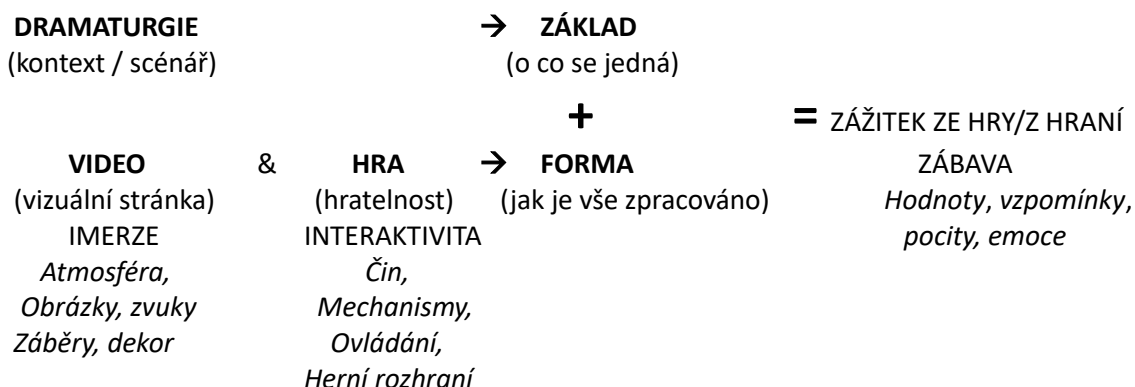 DRAMATURGIE → ZÁKLAD
(kontext / scénář) (o co se jedná)
+ = ZÁŽITEK ZE HRY/Z HRANÍ
VIDEO & HRA → FORMA ZÁBAVA
(vizuální stránka) (hratelnost) (jak je vše zpracováno) Hodnoty, vzpomínky,
IMERZE INTERAKTIVITA pocity, emoce
Atmosféra, Čin,
Obrázky, zvuky Mechanismy,
Záběry, dekor Ovládání,
Herní rozhraní